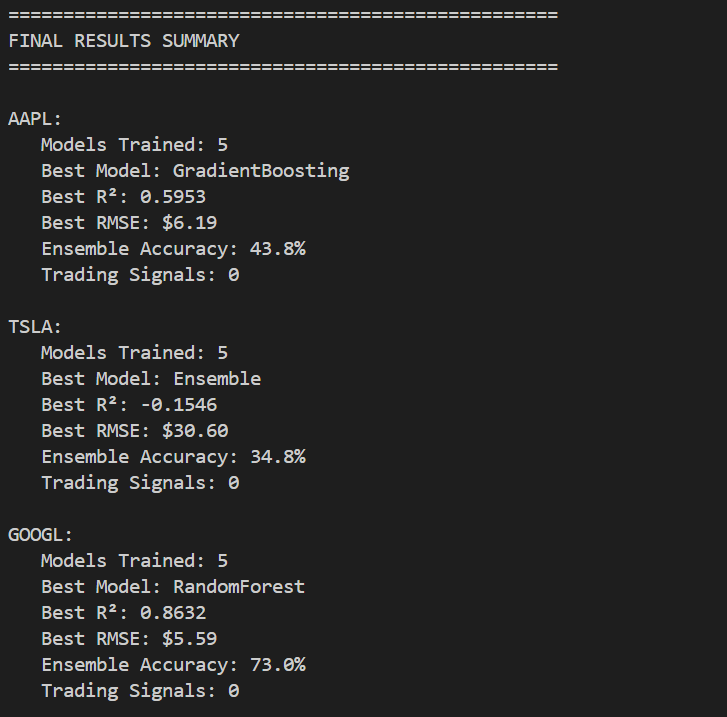 ==================================================
FINAL RESULTS SUMMARY
==================================================
AAPL:
Models Trained: 5
Best Model: GradientBoosting
Best R²: 0.5953
Best RMSE: $6.19
Ensemble Accuracy: 43.8%
Trading Signals: 0
TSLA:
Models Trained: 5
Best Model: Ensemble
Best R²: -0.1546
Best RMSE: $30.60
Ensemble Accuracy: 34.8%
Trading Signals: 0
GOOGL:
Models Trained: 5
Best Model: RandomForest
Best R²: 0.8632
Best RMSE: $5.59
Ensemble Accuracy: 73.0%
Trading Signals: 0